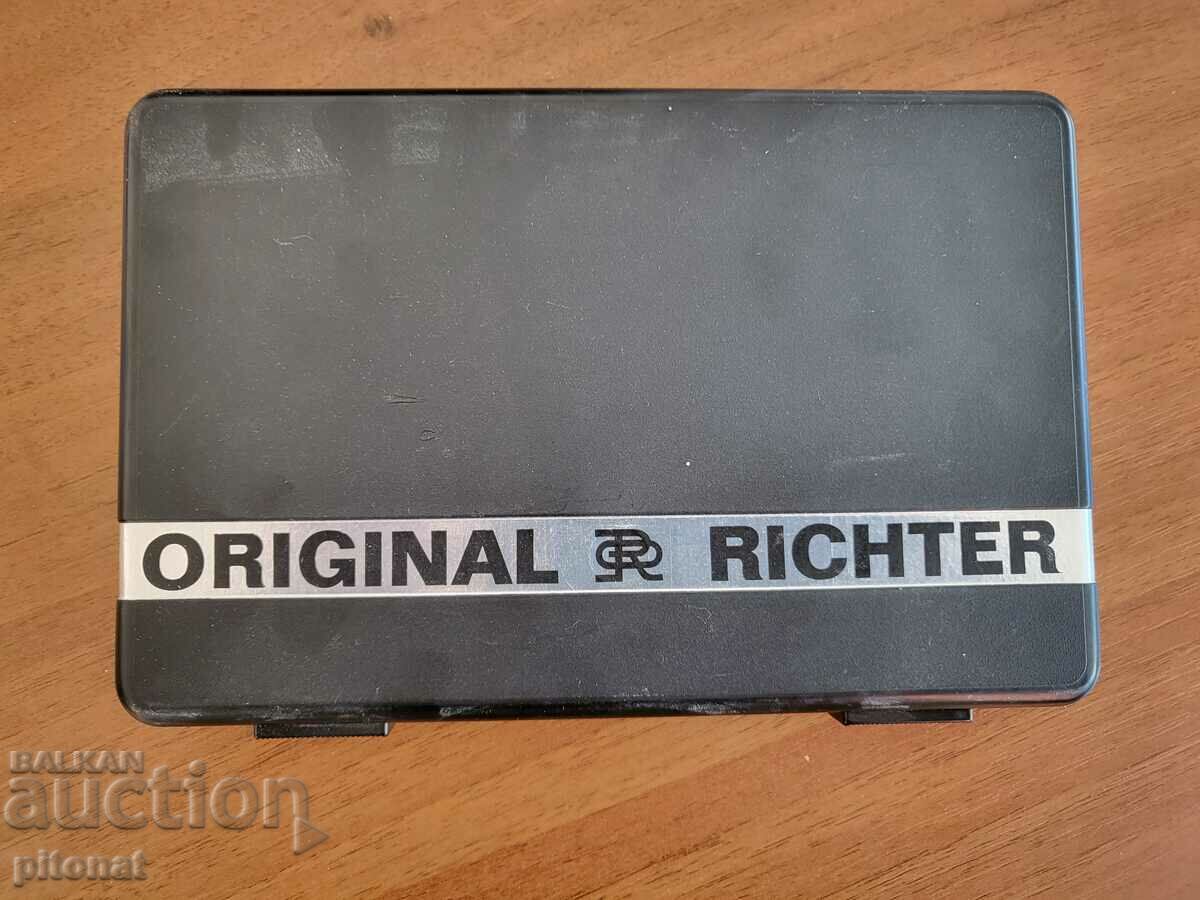 ORIGINAL RICHTER
BALKAN
auction
pitonat